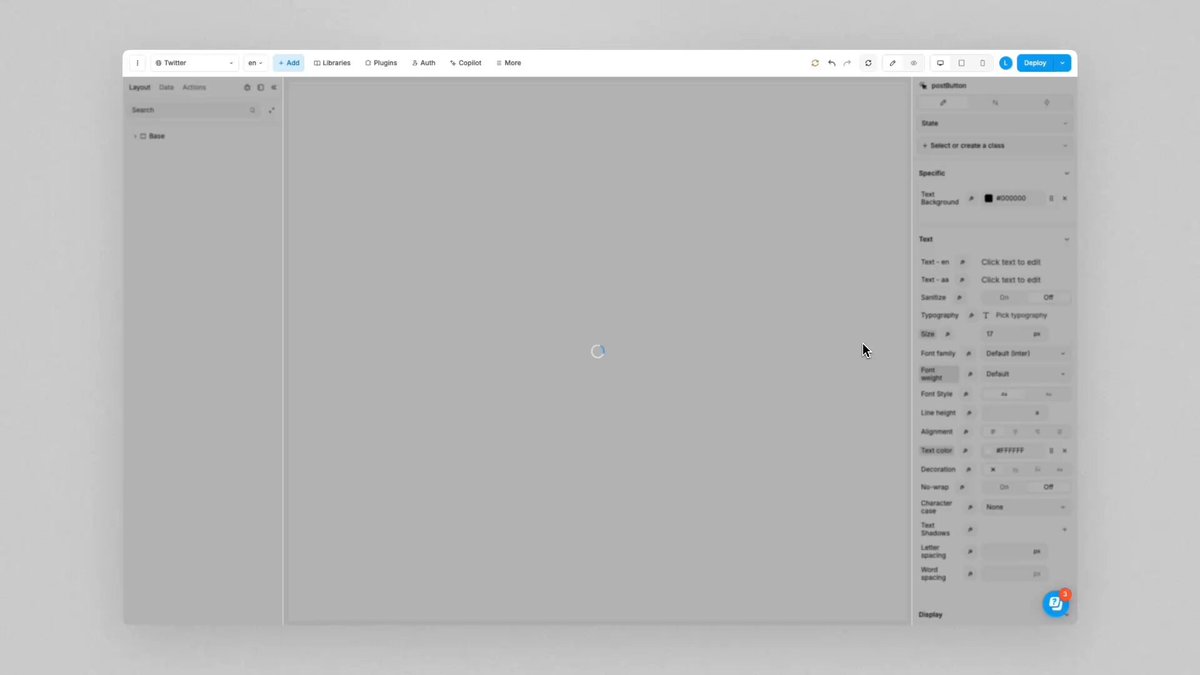 Twitter
en
+ Add
Libraries
Plugins
Auth
Copilot
More
L
Deploy
Layout
Data
Actions
Search
Base
postButton
State
+ Select or create a class
Specific
Text
Background
#000000
Text
Text - en
Click text to edit
Text - aa
Click text to edit
Sanitize
On
Off
Typography
T Pick typography
Size
17
px
Font family
Default (Inter)
Font
weight
Default
Font Style
Aa
Aa
Line height
Alignment
Text color
#FFFFFF
Decoration
No-wrap
On
Off
Character
case
None
Text
Shadows
+
Letter
spacing
px
Word
spacing
px
3
Display